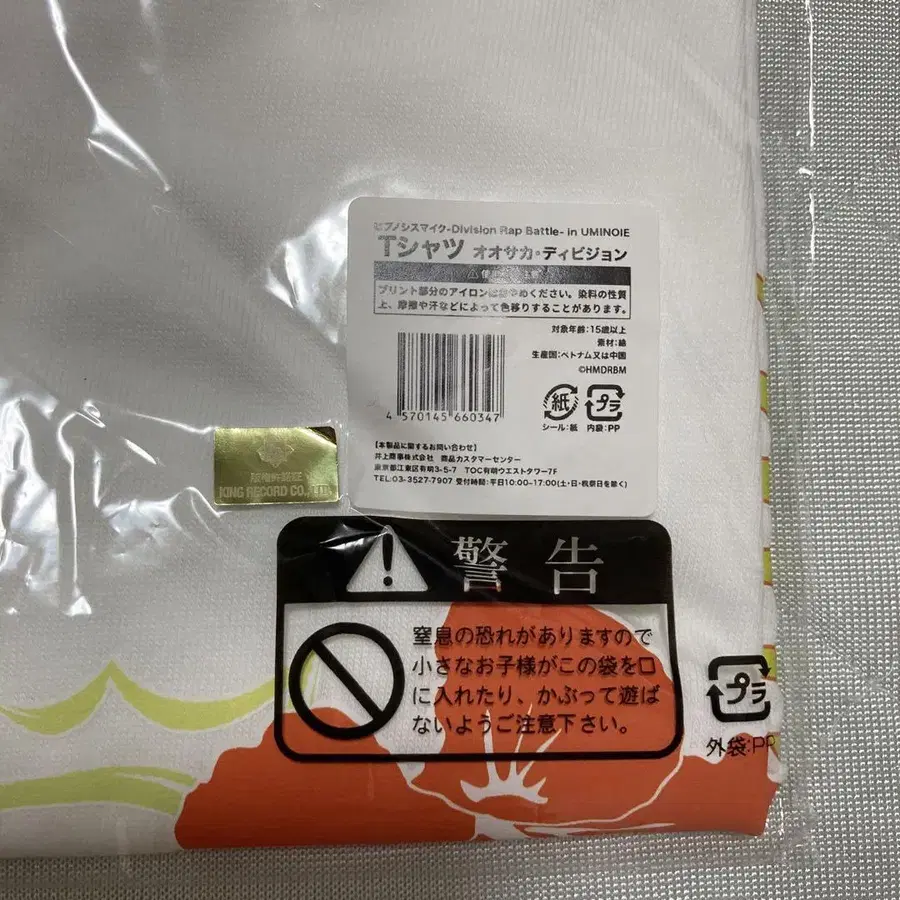 ヒプノシスマイク-Division Rap Battle- in UMINOIE
Tシャツ オオサカ・ディビジョン
プリント部分のアイロンはおやめください。染料の性質
上、摩擦や汗などによって色移りすることがあります。
対象年齢:15歳以上
素材:綿
生産国:ベトナム又は中国
©HMDRBM
4 570145 660347
紙
プラ
シール:紙 内袋:PP
【本製品に関するお問い合わせ】
井上商事株式会社 商品カスタマーセンター
東京都江東区有明3-5-7 TOC有明ウエストタワー7F
TEL:03-3527-7907 受付時間:平日10:00-17:00(土・日・祝祭日を除く)
版権許諾証
KING RECORD CO., LTD.
警告
窒息の恐れがありますので
小さなお子様がこの袋を口
に入れたり、かぶって遊ば
ないようご注意下さい。
プラ
外袋:PP